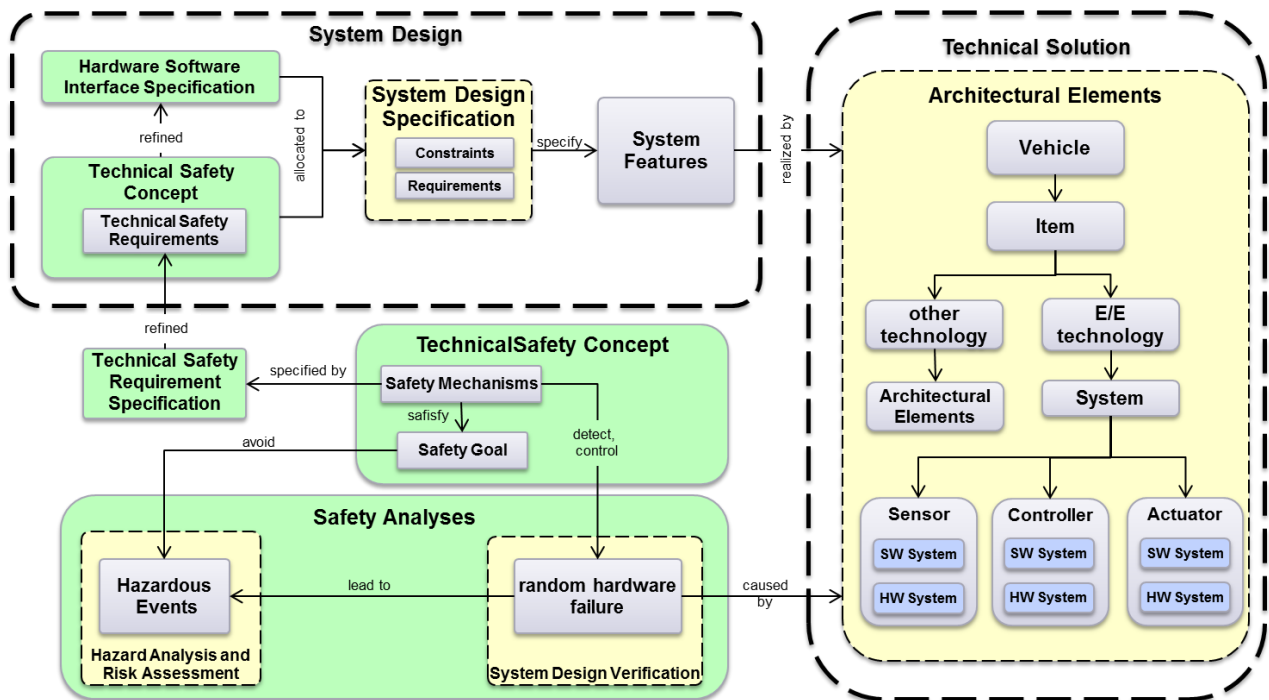 System Design
Hardware Software
Interface Specification
refined
Technical Safety
Concept
Technical Safety
Requirements
allocated to
System Design
Specification
Constraints
Requirements
specify
System
Features
realized by
refined
Technical Safety
Requirement
Specification
specified by
TechnicalSafety Concept
Safety Mechanisms
satisfy
Safety Goal
avoid
detect,
control
Safety Analyses
Hazardous
Events
Hazard Analysis and
Risk Assessment
lead to
random hardware
failure
System Design Verification
caused
by
Technical Solution
Architectural Elements
Vehicle
Item
other
technology
E/E
technology
Architectural
Elements
System
Sensor
SW System
HW System
Controller
SW System
HW System
Actuator
SW System
HW System